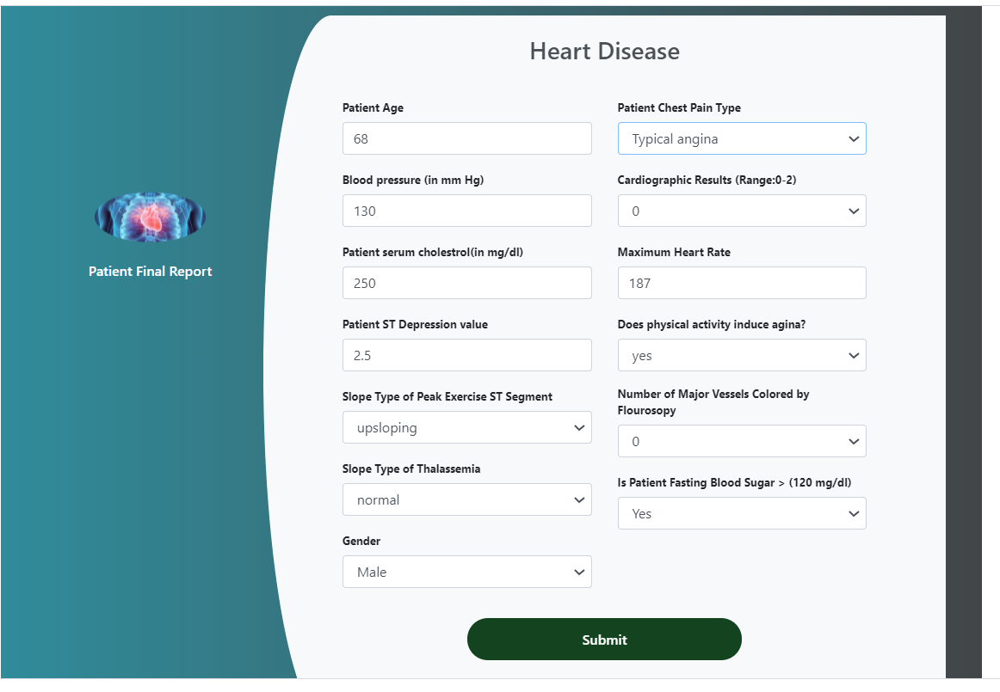 Heart Disease
Patient Final Report
Patient Age
68
Blood pressure (in mm Hg)
130
Patient serum cholestrol(in mg/dl)
250
Patient ST Depression value
2.5
Slope Type of Peak Exercise ST Segment
upsloping
Slope Type of Thalassemia
normal
Gender
Male
Patient Chest Pain Type
Typical angina
Cardiographic Results (Range:0-2)
0
Maximum Heart Rate
187
Does physical activity induce agina?
yes
Number of Major Vessels Colored by
Flourosopy
0
Is Patient Fasting Blood Sugar > (120 mg/dl)
Yes
Submit